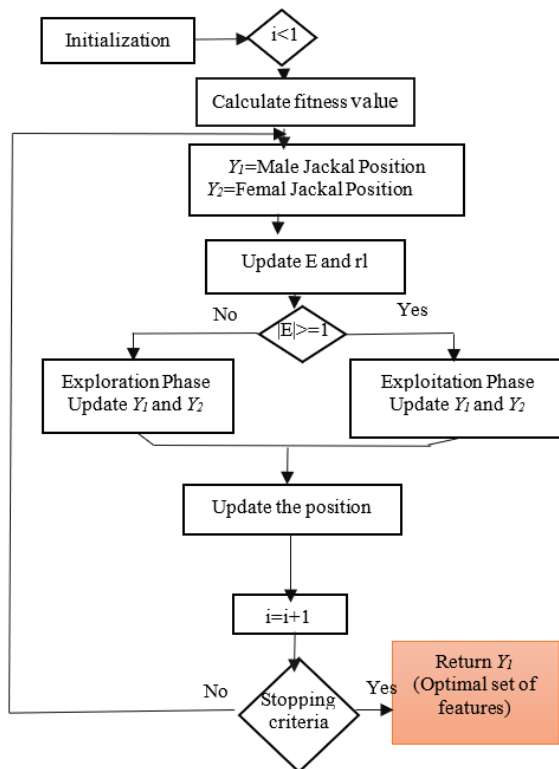 Initialization
i<1
Calculate fitness value
Y1=Male Jackal Position
Y2=Femal Jackal Position
Update E and rl
No
|E|>=1
Yes
Exploration Phase
Update Y1 and Y2
Exploitation Phase
Update Y1 and Y2
Update the position
i=i+1
No
Stopping
criteria
Yes
Return Y1
(Optimal set of
features)